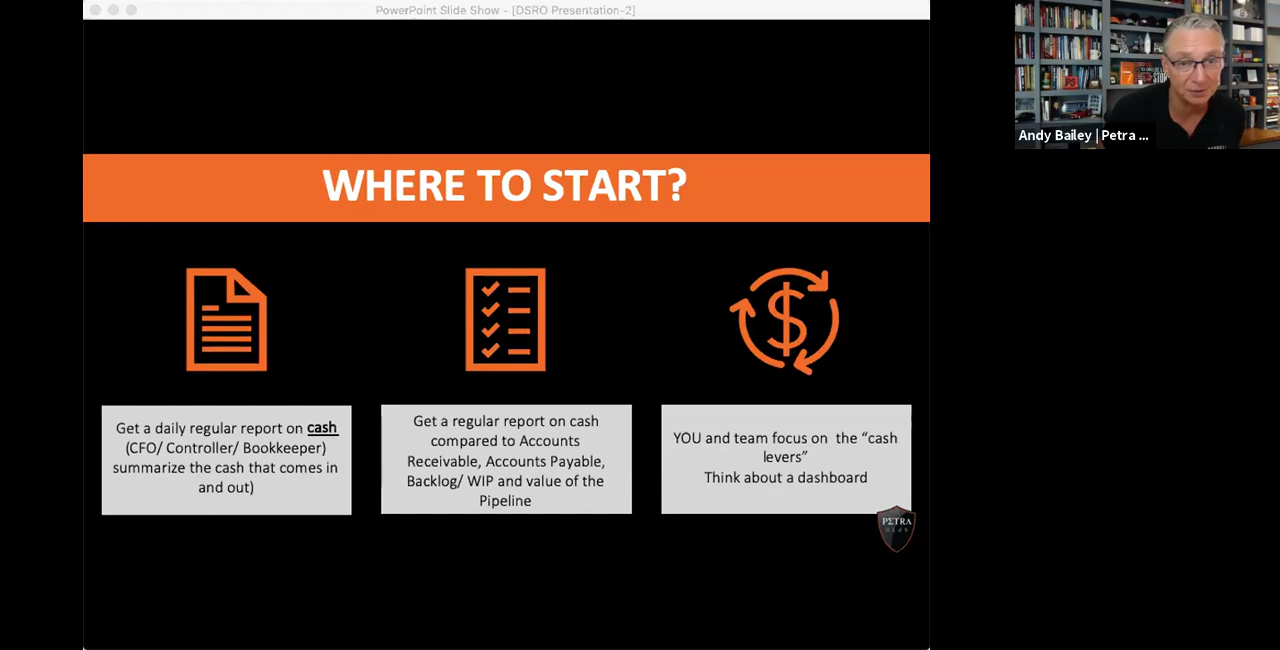 PowerPoint Slide Show - [DSRO Presentation-2]
WHERE TO START?
Get a daily regular report on cash
(CFO/ Controller/ Bookkeeper)
summarize the cash that comes in
and out)
Get a regular report on cash
compared to Accounts
Receivable, Accounts Payable,
Backlog/ WIP and value of the
Pipeline
YOU and team focus on the “cash
levers”
Think about a dashboard
PETRA
Andy Bailey | Petra ...